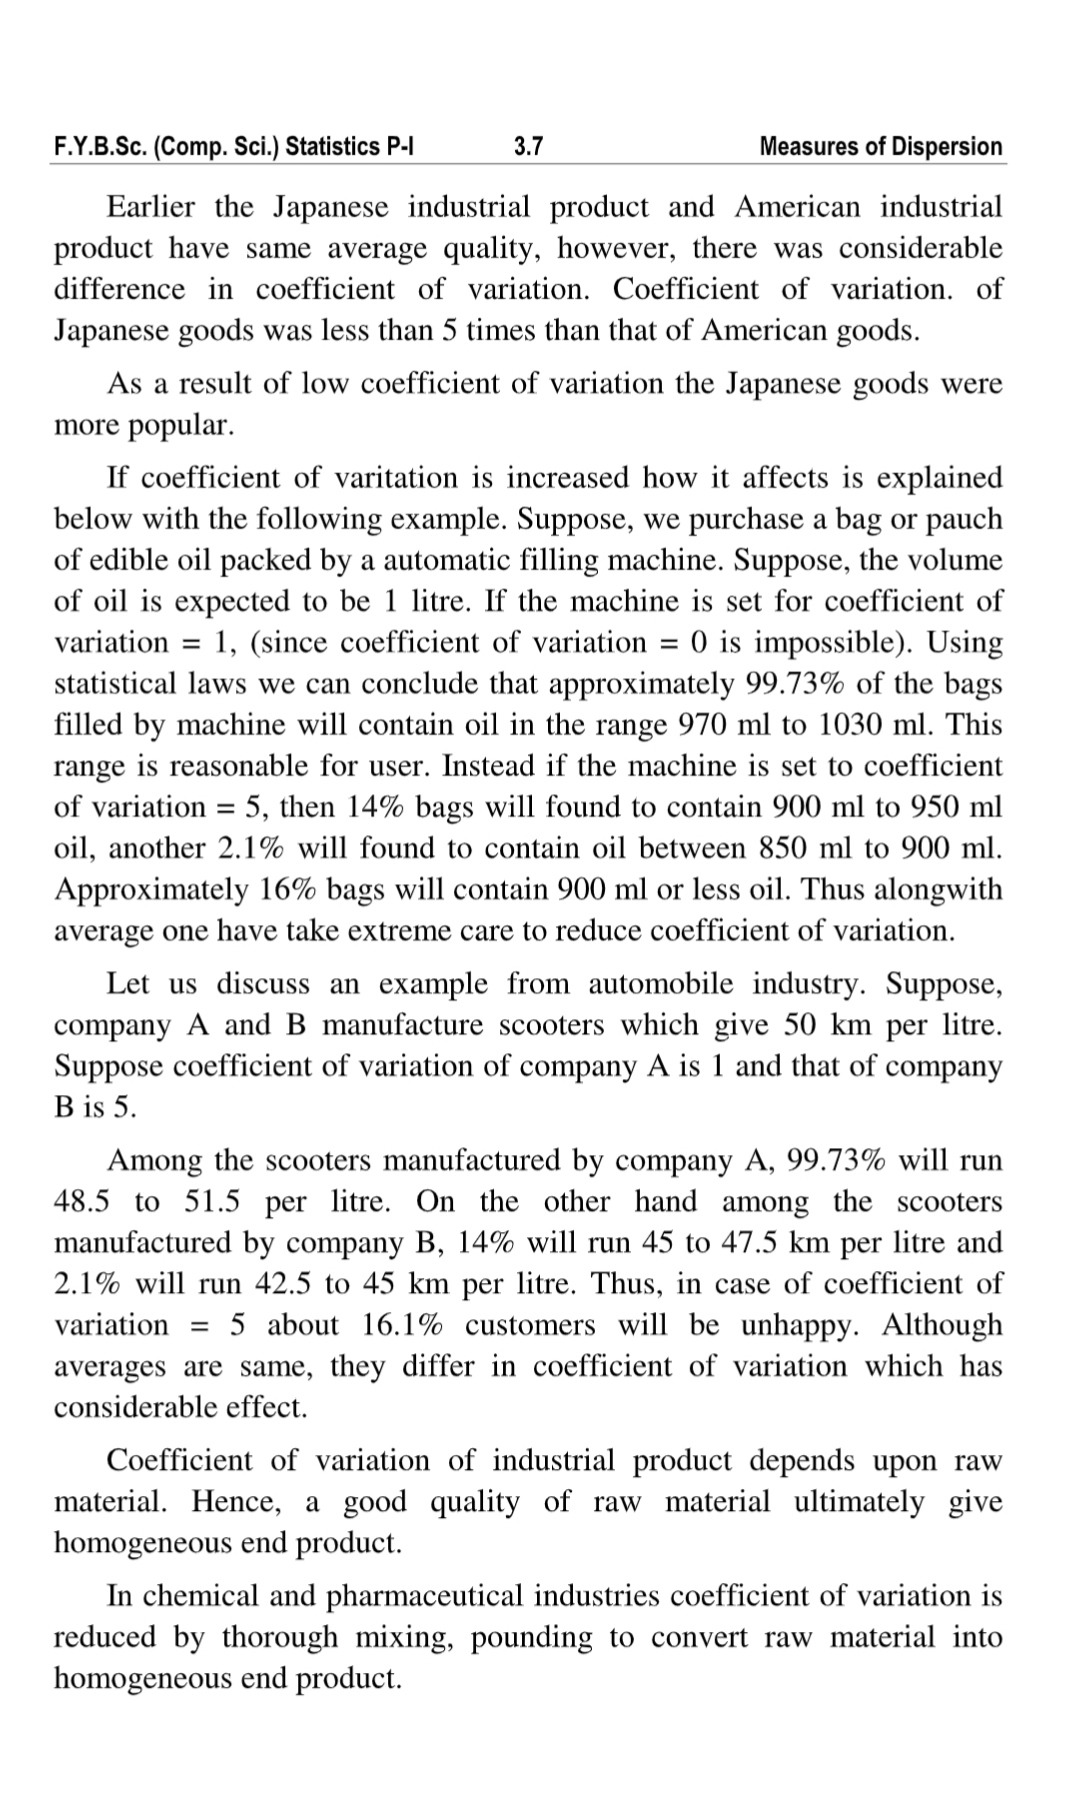 F.Y.B.Sc. (Comp. Sci.) Statistics P-I 3.7 Measures of Dispersion
Earlier the Japanese industrial product and American industrial
product have same average quality, however, there was considerable
difference in coefficient of variation. Coefficient of variation. of
Japanese goods was less than 5 times than that of American goods.
As a result of low coefficient of variation the Japanese goods were
more popular.
If coefficient of varitation is increased how it affects is explained
below with the following example. Suppose, we purchase a bag or pauch
of edible oil packed by a automatic filling machine. Suppose, the volume
of oil is expected to be 1 litre. If the machine is set for coefficient of
variation = 1, (since coefficient of variation = 0 is impossible). Using
statistical laws we can conclude that approximately 99.73% of the bags
filled by machine will contain oil in the range 970 ml to 1030 ml. This
range is reasonable for user. Instead if the machine is set to coefficient
of variation = 5, then 14% bags will found to contain 900 ml to 950 ml
oil, another 2.1% will found to contain oil between 850 ml to 900 ml.
Approximately 16% bags will contain 900 ml or less oil. Thus alongwith
average one have take extreme care to reduce coefficient of variation.
Let us discuss an example from automobile industry. Suppose,
company A and B manufacture scooters which give 50 km per litre.
Suppose coefficient of variation of company A is 1 and that of company
B is 5.
Among the scooters manufactured by company A, 99.73% will run
48.5 to 51.5 per litre. On the other hand among the scooters
manufactured by company B, 14% will run 45 to 47.5 km per litre and
2.1% will run 42.5 to 45 km per litre. Thus, in case of coefficient of
variation = 5 about 16.1% customers will be unhappy. Although
averages are same, they differ in coefficient of variation which has
considerable effect.
Coefficient of variation of industrial product depends upon raw
material. Hence, a good quality of raw material ultimately give
homogeneous end product.
In chemical and pharmaceutical industries coefficient of variation is
reduced by thorough mixing, pounding to convert raw material into
homogeneous end product.